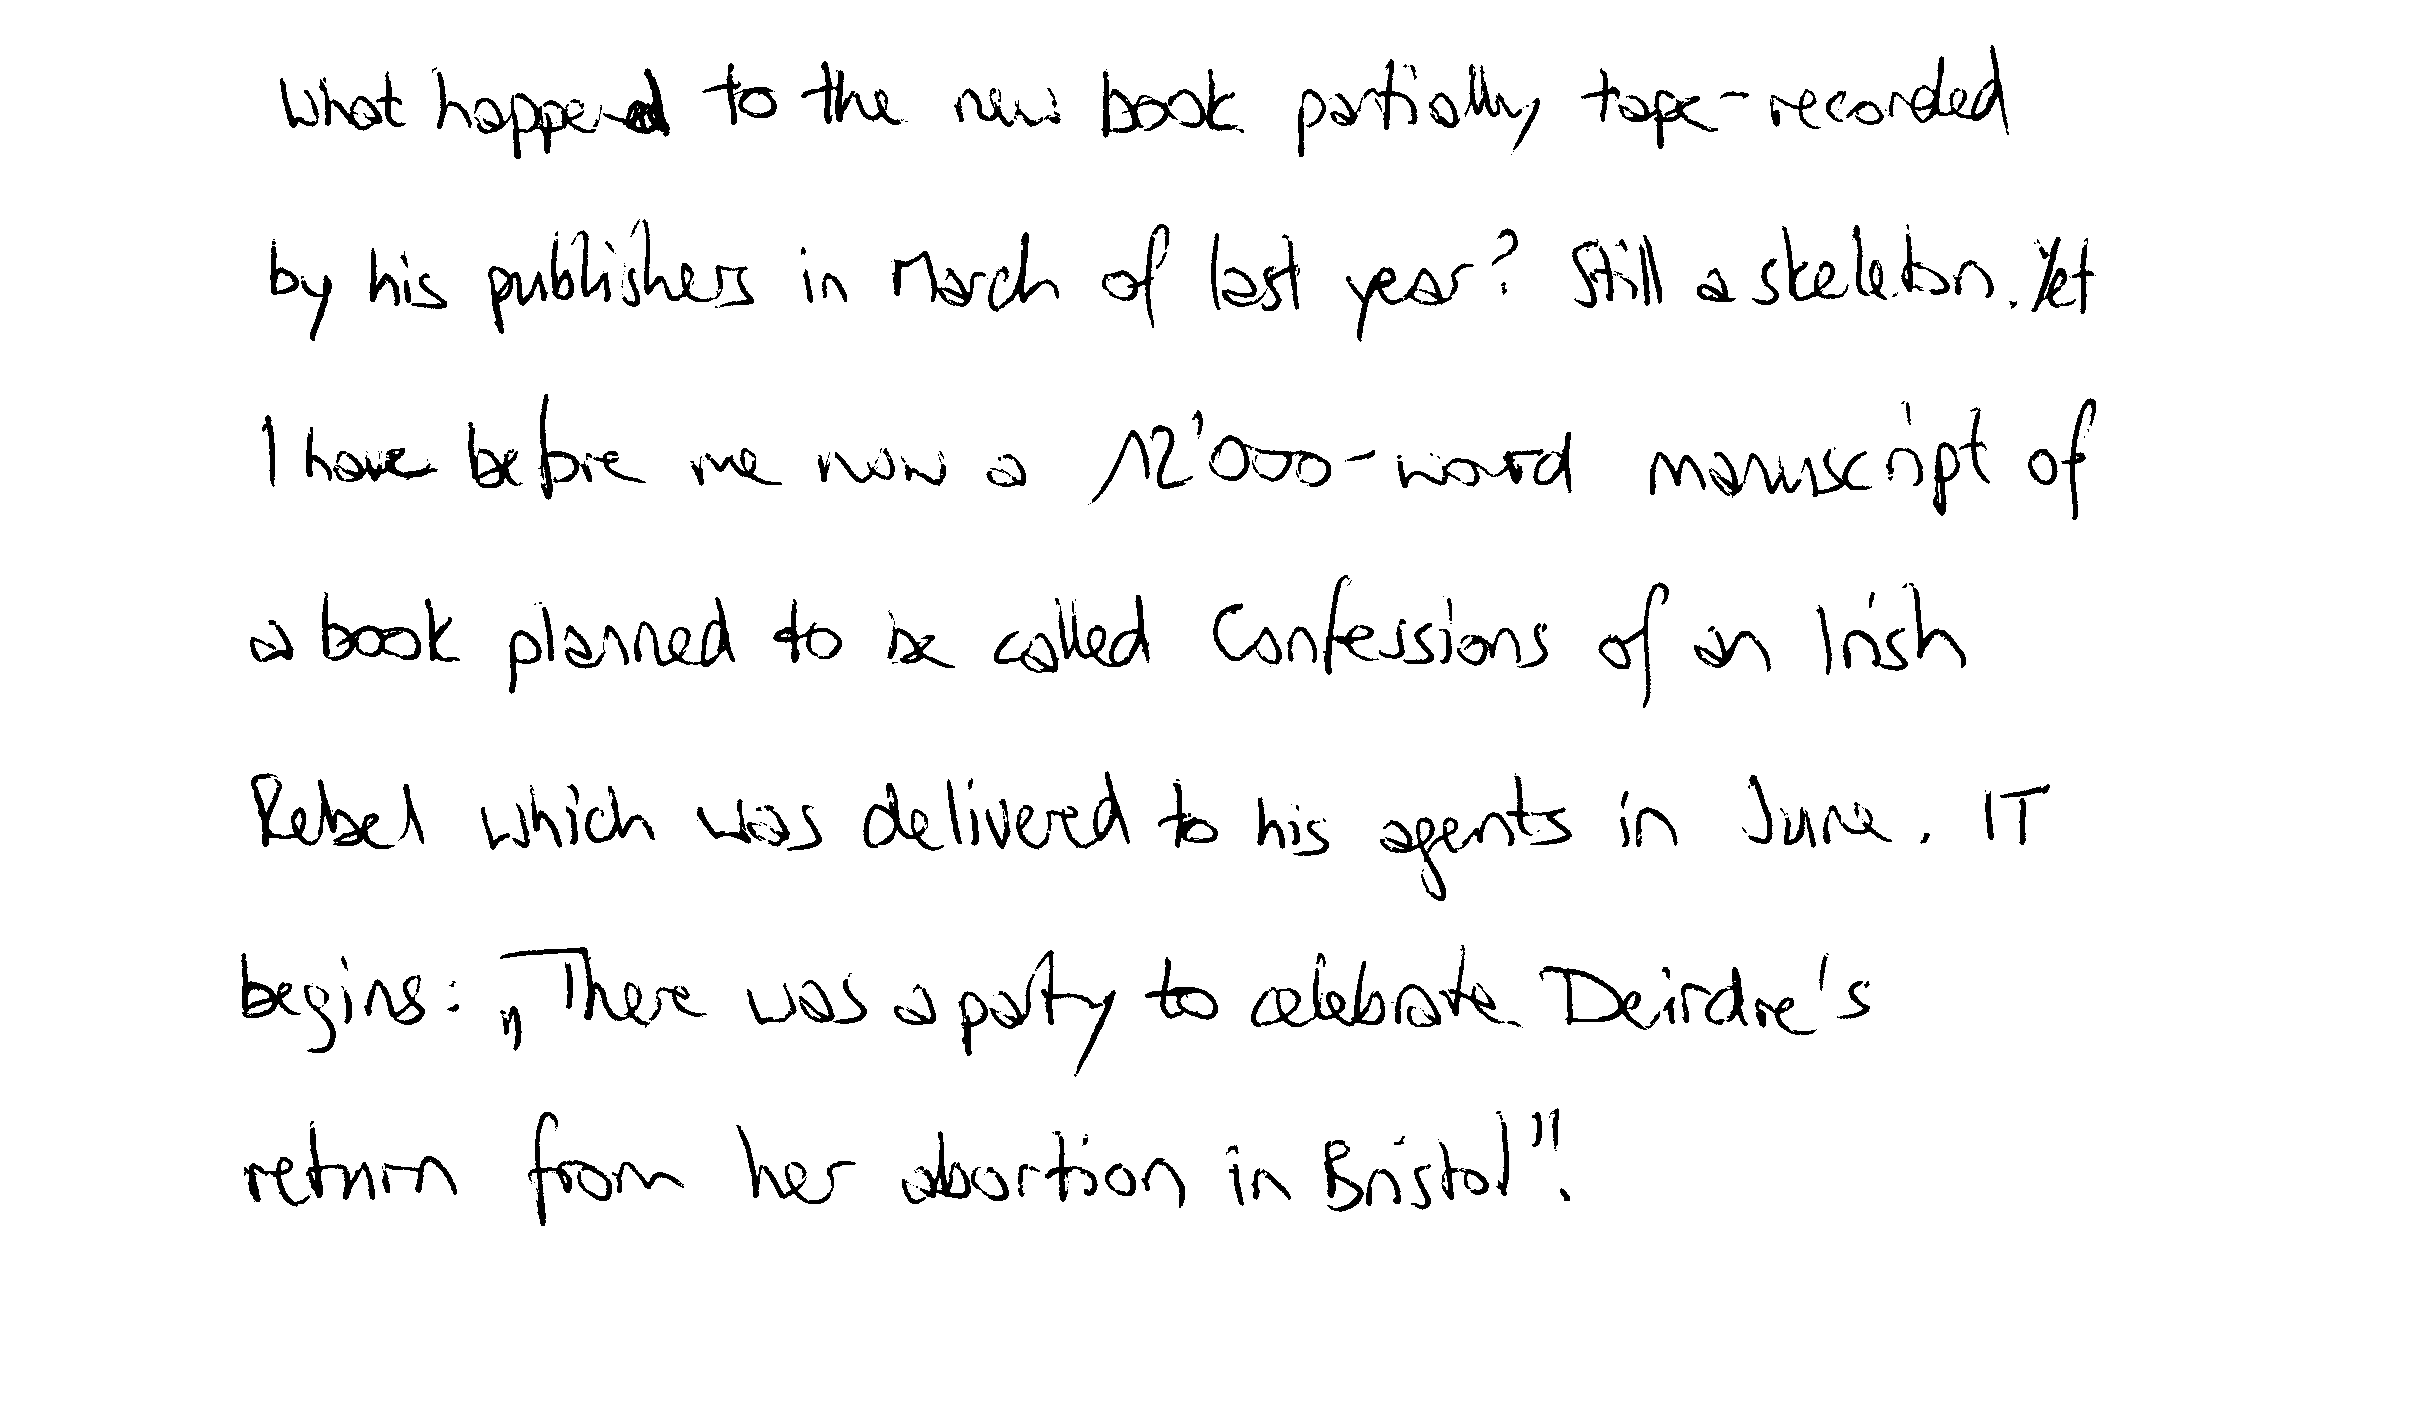 What happened to the new book partially tape-recorded
by his publishers in March of last year? Still a skeleton. Yet
I have before me now a 12'000-word manuscript of
a book planned to be called Confessions of an Irish
Rebel which was delivered to his agents in June. IT
begins: „There was a party to celebrate Deirdre's
return from her abortion in Bristol".